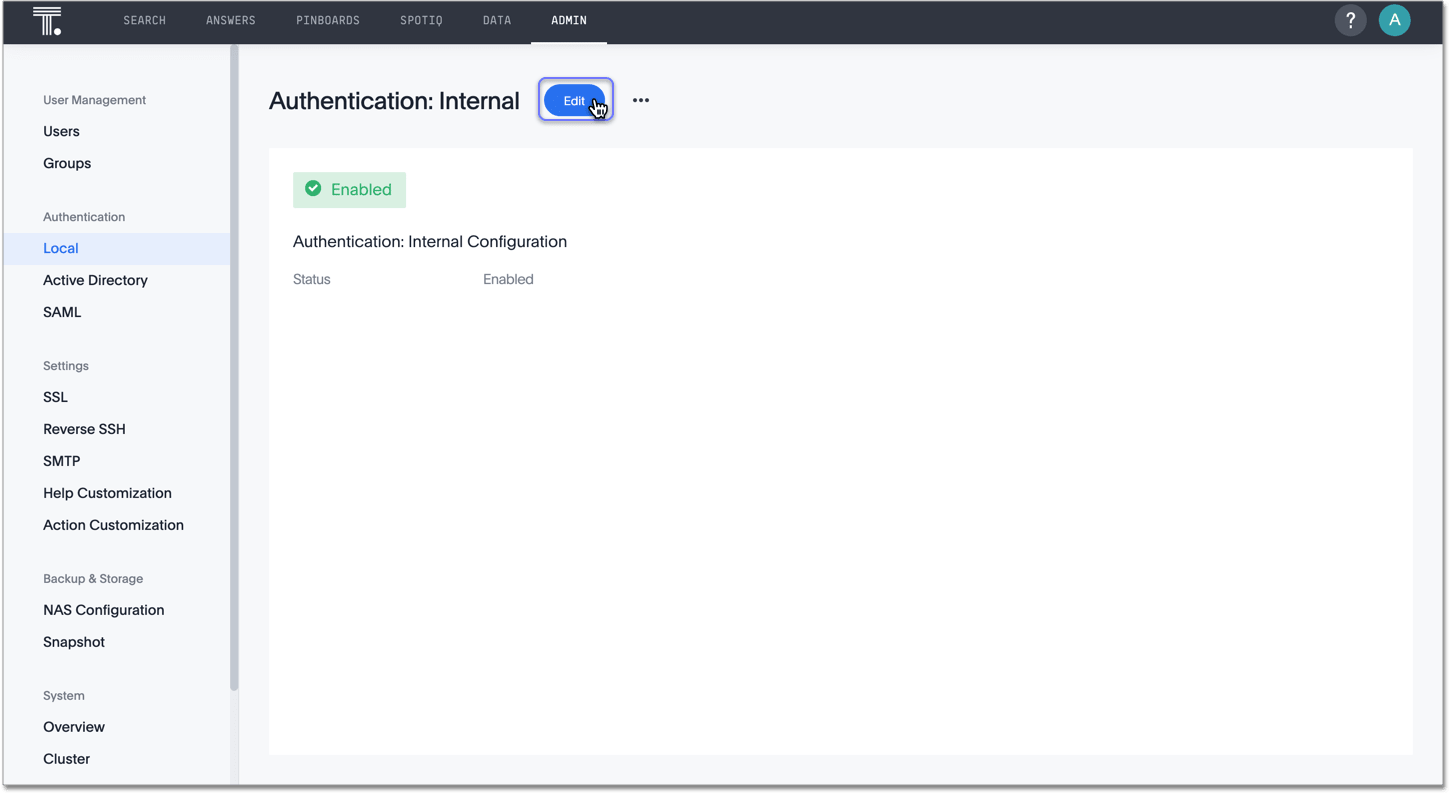 SEARCH ANSWERS PINBOARDS SPOTIQ DATA ADMIN ? A
User Management
Users
Groups
Authentication
Local
Active Directory
SAML
Settings
SSL
Reverse SSH
SMTP
Help Customization
Action Customization
Backup & Storage
NAS Configuration
Snapshot
System
Overview
Cluster
Authentication: Internal Edit •••
Enabled
Authentication: Internal Configuration
Status Enabled